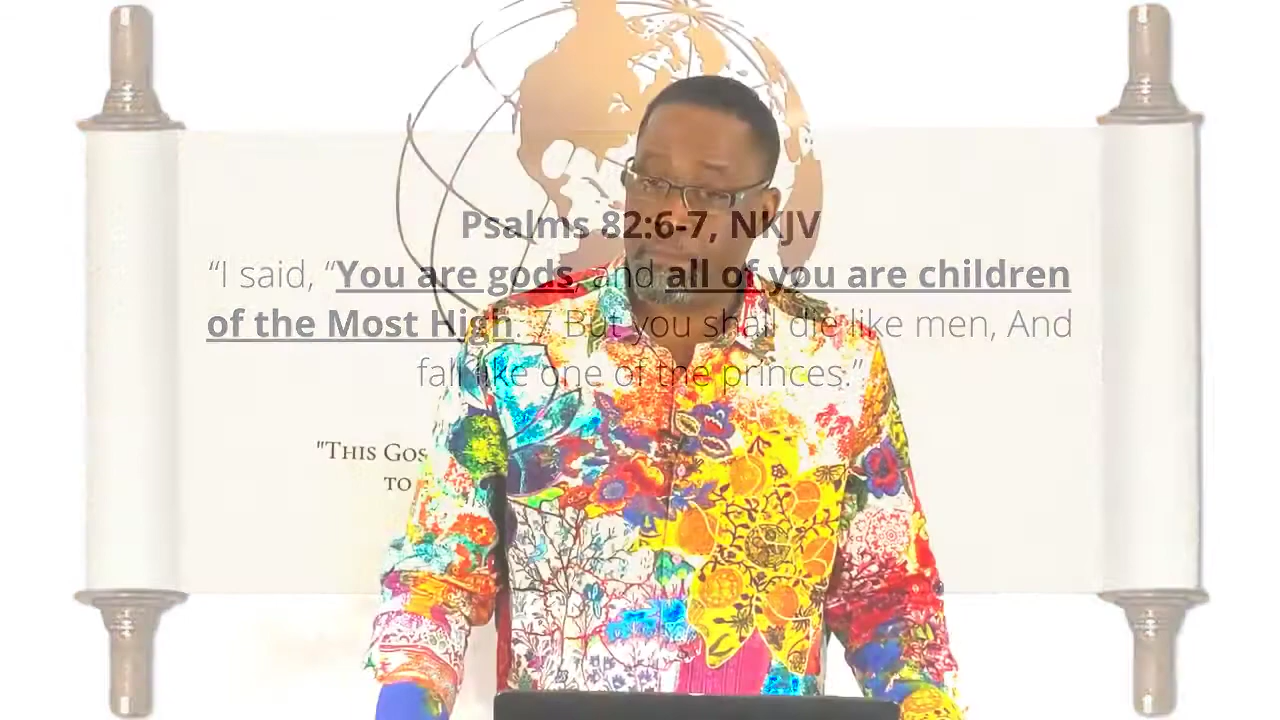 Psalms 82:6-7, NKJV
“I said, “You are gods, and all of you are children
of the Most High. 7 But you shall die like men, And
fall like one of the princes.”
"This Gos
to